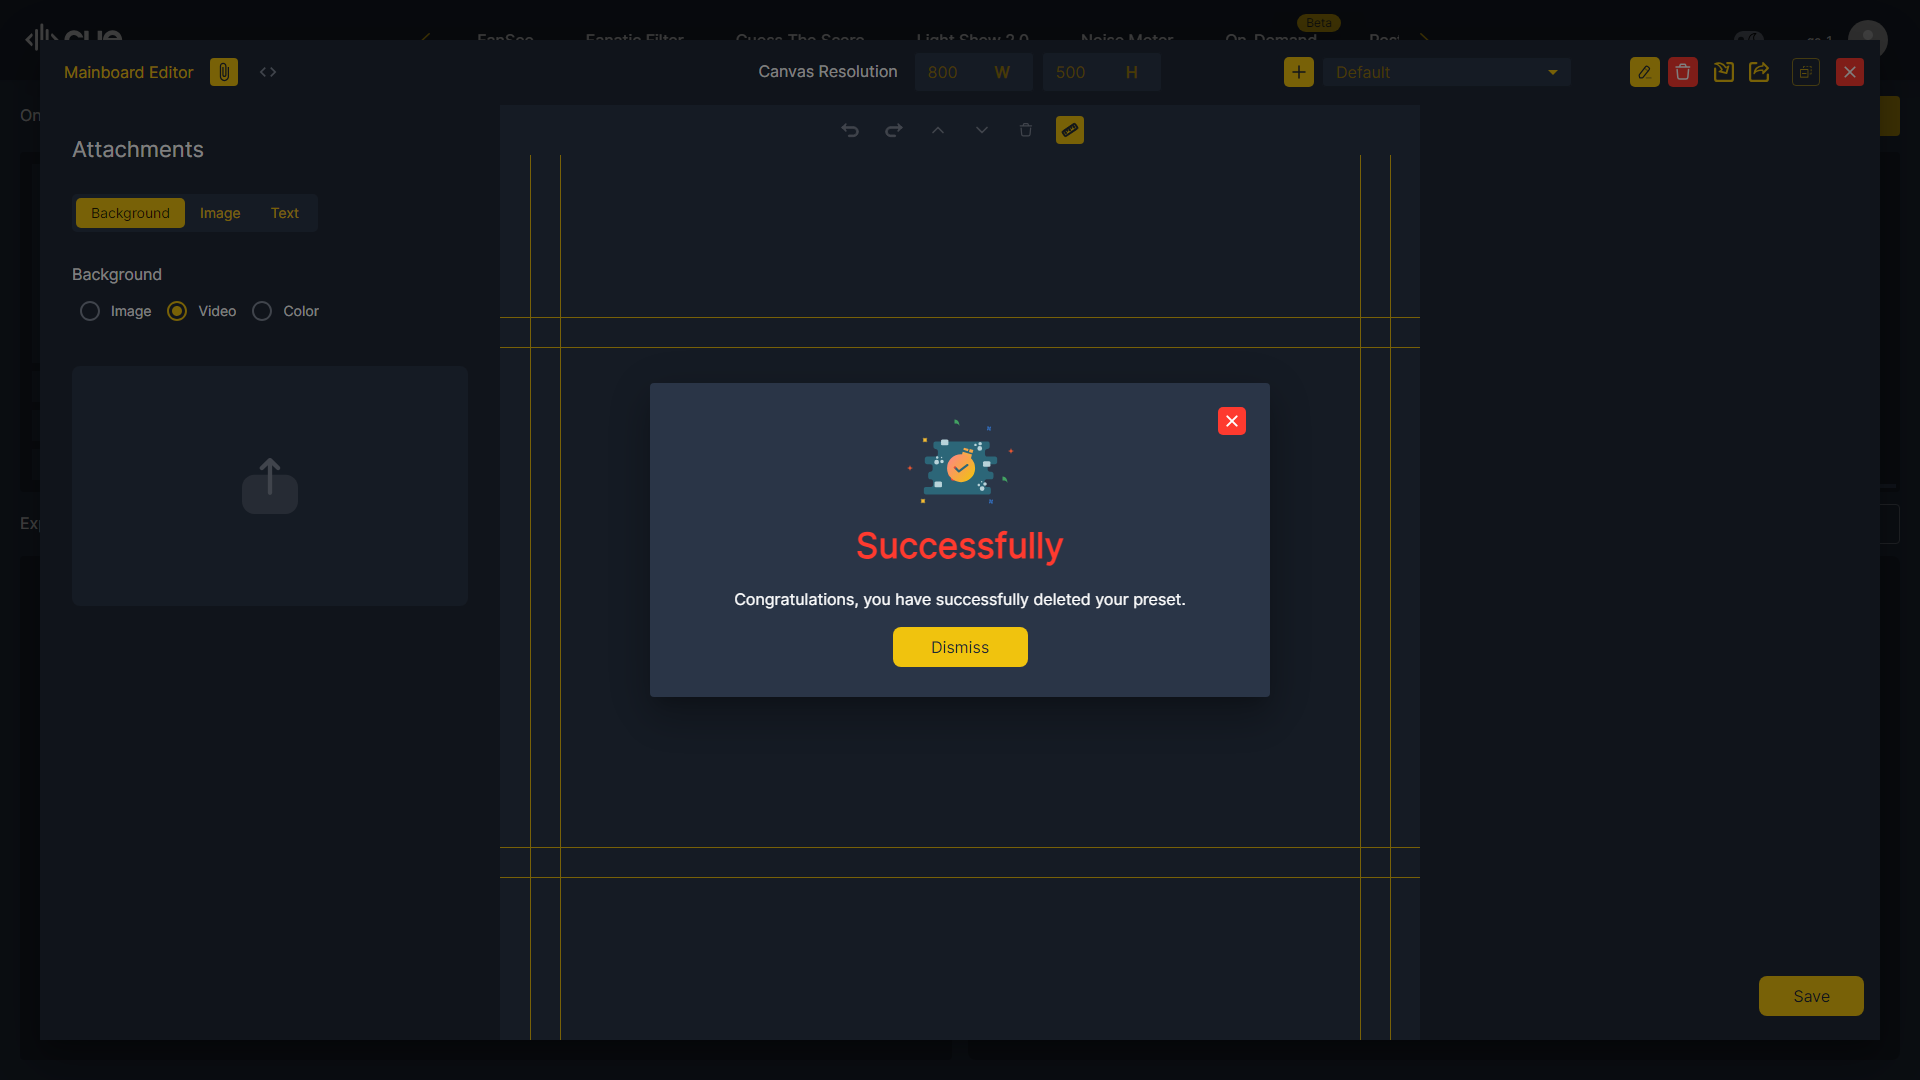 Beta
Mainboard Editor
Canvas Resolution
800 W
500 H
Default
Attachments
Background
Image
Text
Background
Image
Video
Color
Successfully
Congratulations, you have successfully deleted your preset.
Dismiss
Save